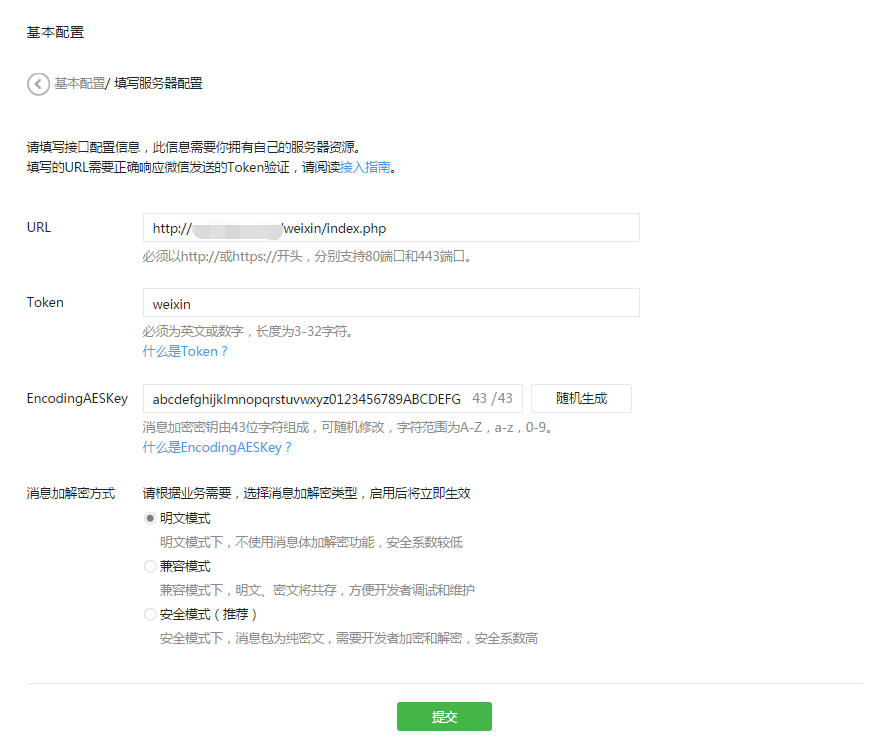 基本配置
基本配置/ 填写服务器配置
请填写接口配置信息，此信息需要你拥有自己的服务器资源。
填写的URL需要正确响应微信发送的Token验证，请阅读接入指南。
URL http:// /weixin/index.php
必须以http://或https://开头，分别支持80端口和443端口。
Token weixin
必须为英文或数字，长度为3-32字符。
什么是Token？
EncodingAESKey abcdefghijklmnopqrstuvwxyz0123456789ABCDEFG 43 /43 随机生成
消息加密密钥由43位字符组成，可随机修改，字符范围为A-Z，a-z，0-9。
什么是EncodingAESKey？
消息加解密方式 请根据业务需要，选择消息加解密类型，启用后将立即生效
明文模式
明文模式下，不使用消息体加解密功能，安全系数较低
兼容模式
兼容模式下，明文、密文将共存，方便开发者调试和维护
安全模式（推荐）
安全模式下，消息包为纯密文，需要开发者加密和解密，安全系数高
提交